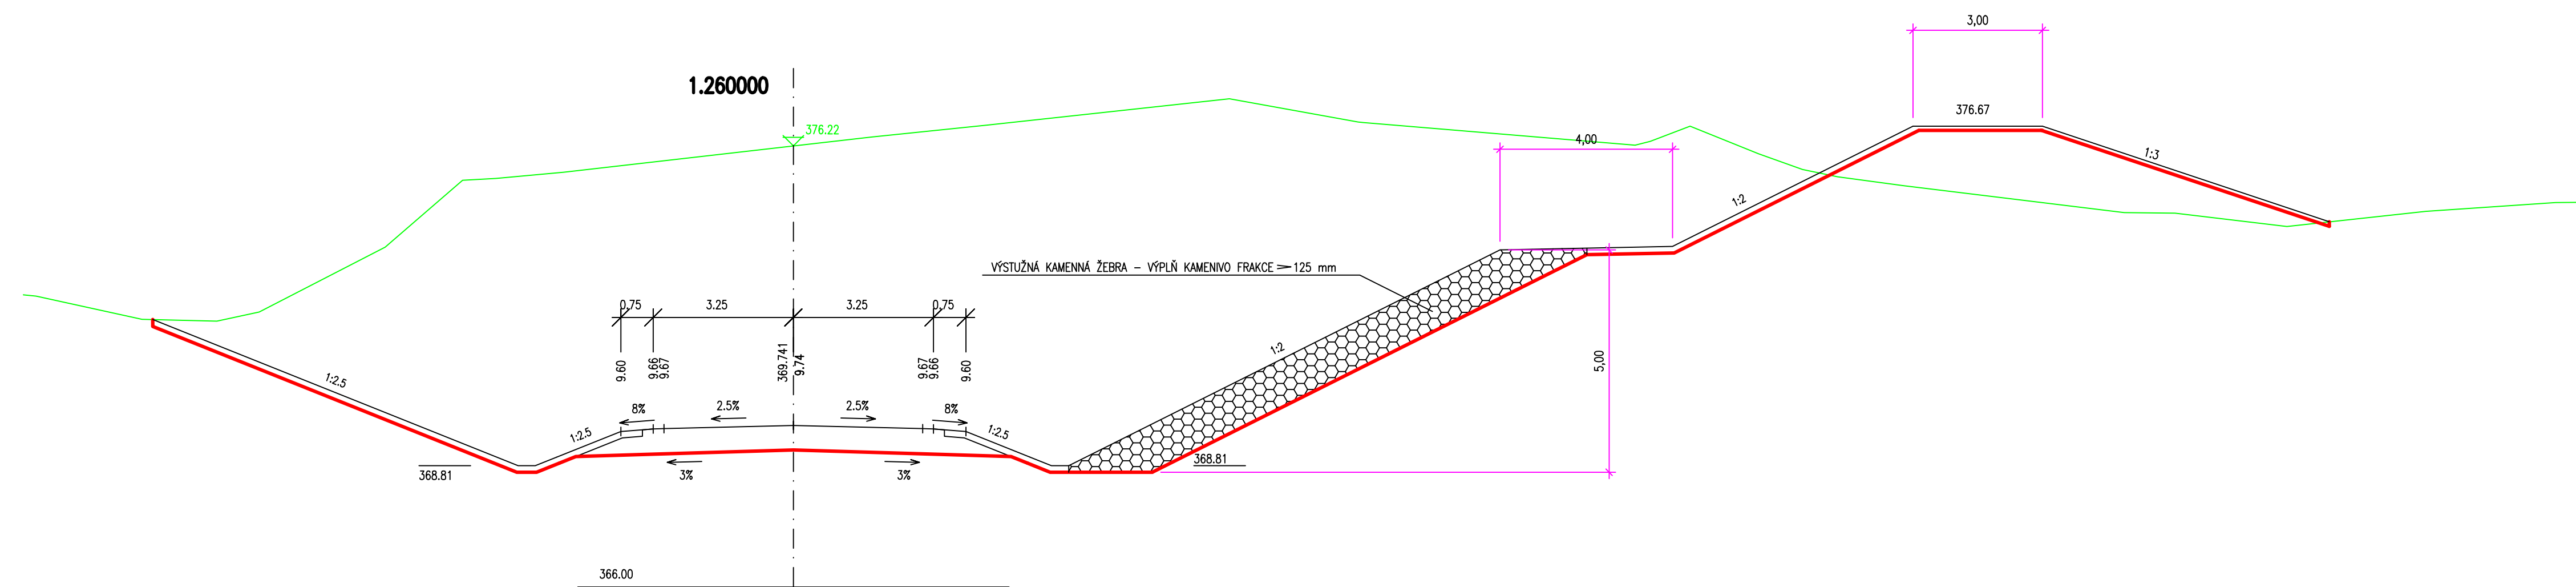 3,00
1.260000
376.67
376.22
4,00
1:3
1:2
VÝSTUŽNÁ KAMENNÁ ŽEBRA – VÝPLŇ KAMENIVO FRAKCE >125 mm
0.75 3.25 3.25 0.75
9.60 9.66 9.67 369.741 9.74 9.67 9.66 9.60
1:2
5,00
1:2.5
8% 2.5% 2.5% 8%
1:2.5 1:2.5
368.81 3% 3% 368.81
366.00